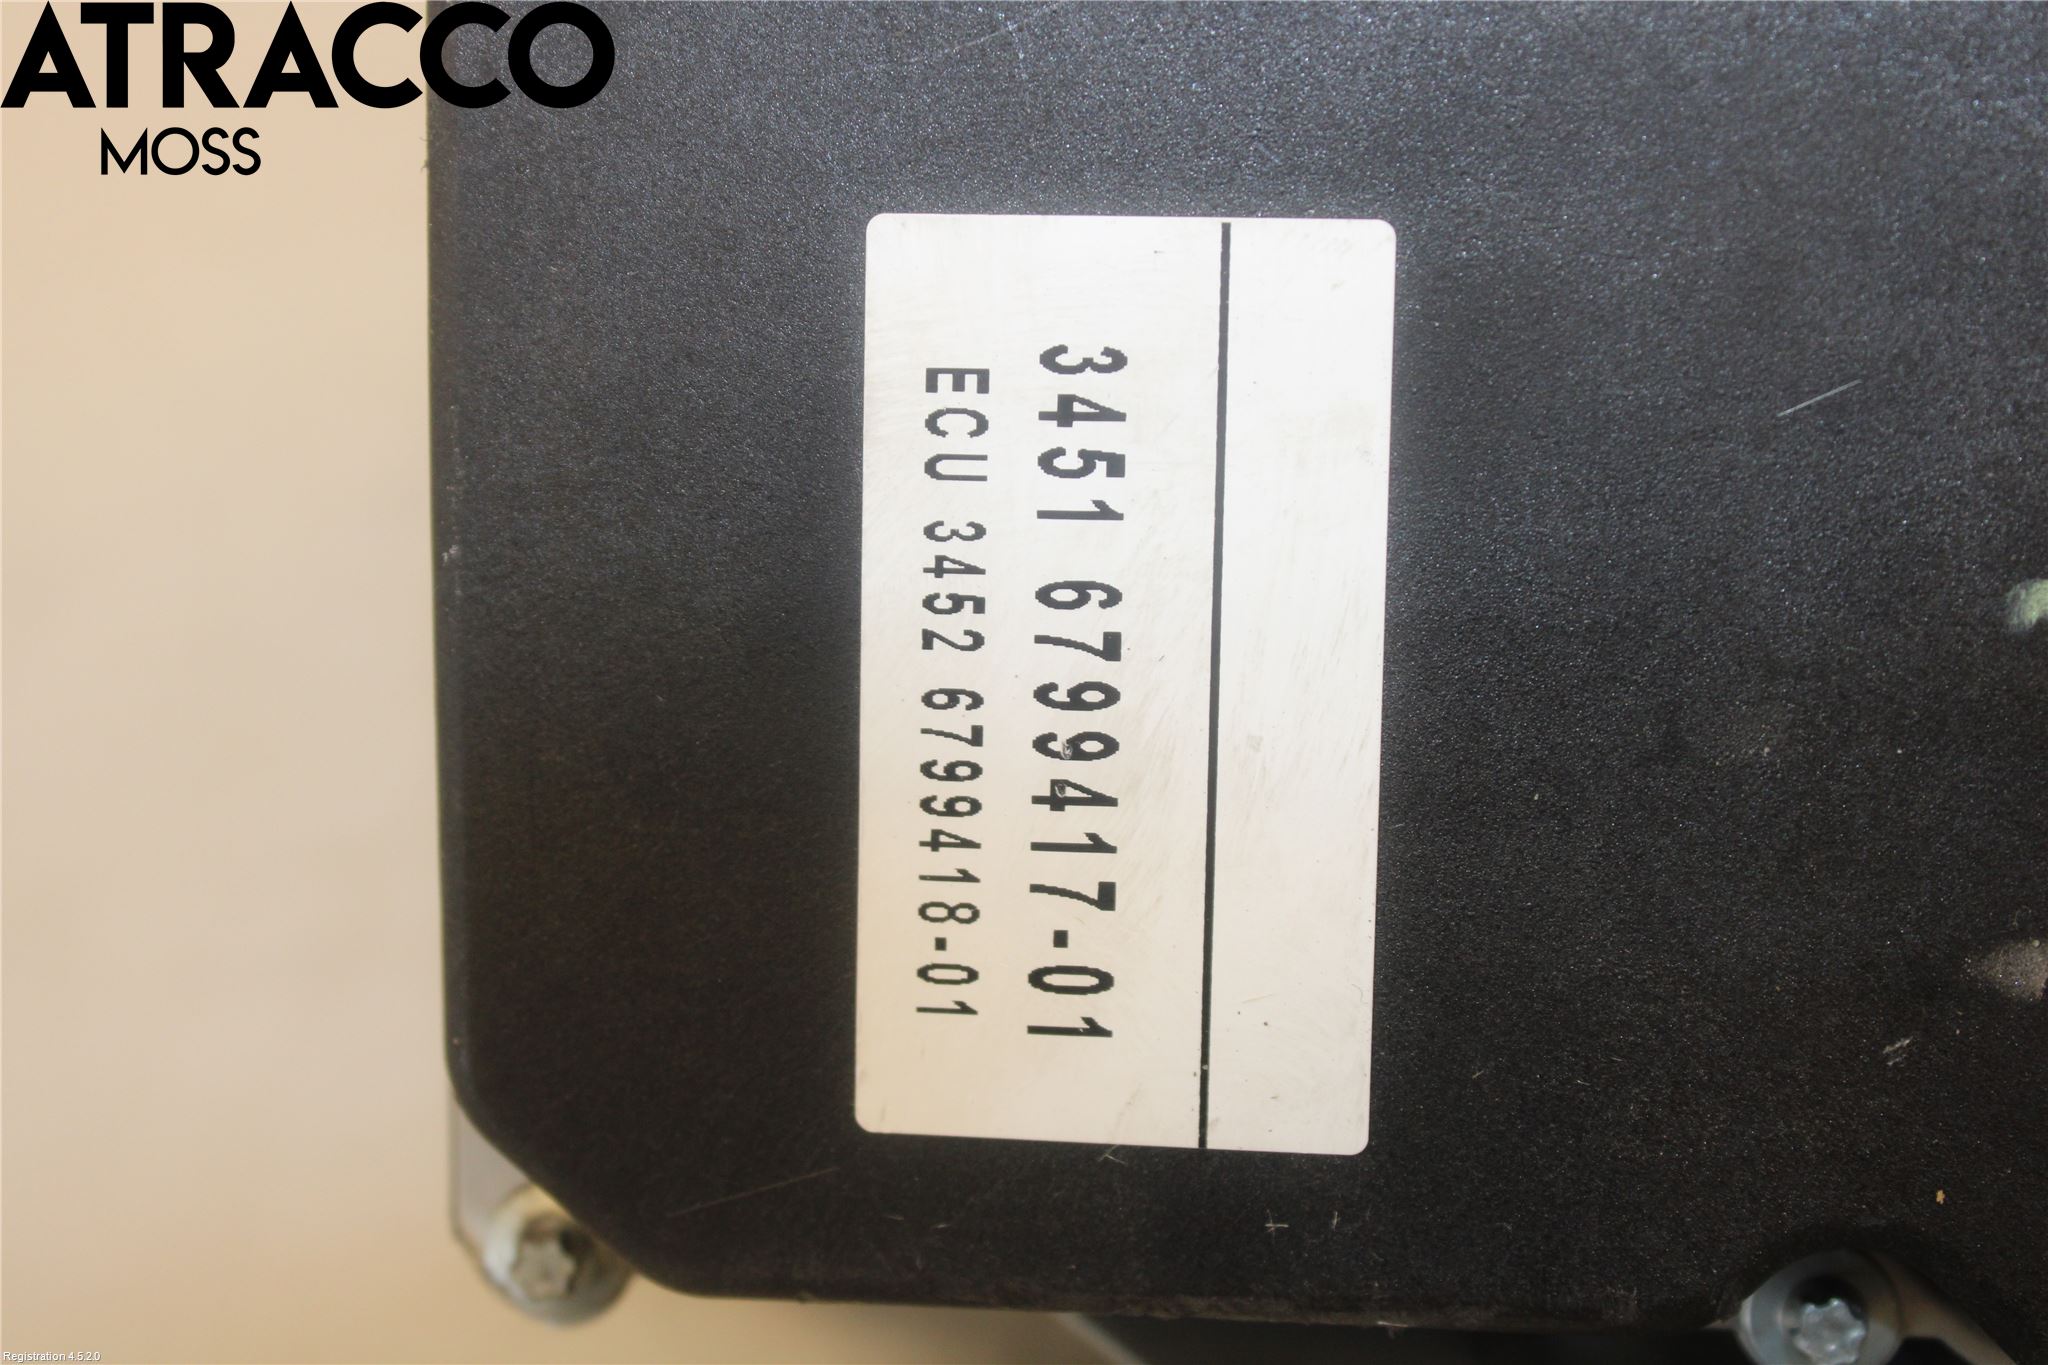 ATRACCO
MOSS
3451 6799417-01
ECU 3452 6799418-01
Registration 4.5.2.0